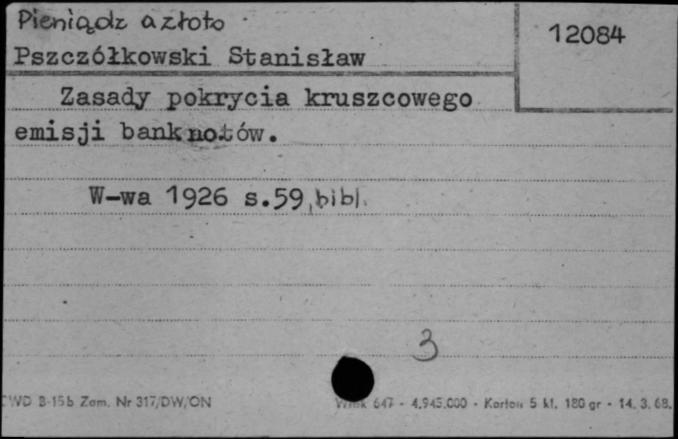 Pieniądz a złoto
12084
Pszczółkowski Stanisław
Zasady pokrycia kruszcowego
emisji banknotów.
W-wa 1926 s.59, bibl.
3
CWD B-15b Zam. Nr 317/DW/ON
647 - 4.945.000 - Karton 5 kl. 180 gr - 14. 3. 68.